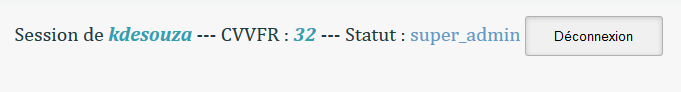 Session de kdesouza --- CVVFR : 32 --- Statut : super_admin Déconnexion